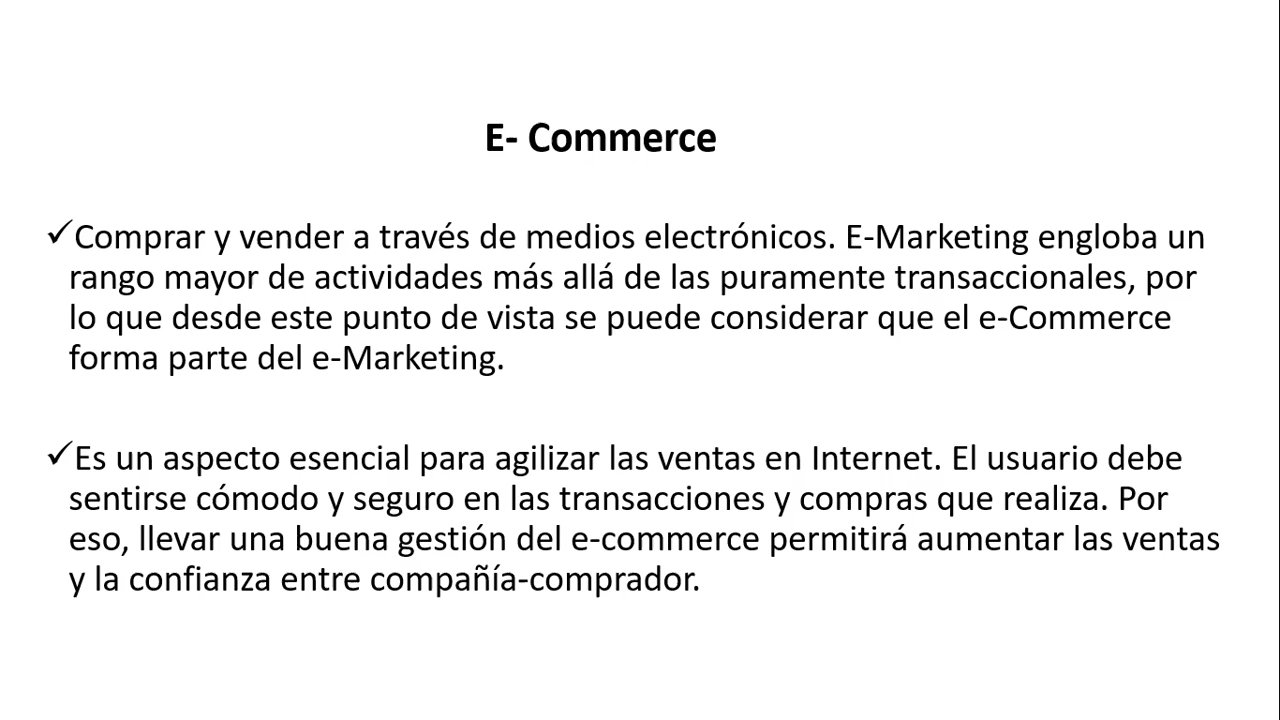 E- Commerce
✓Comprar y vender a través de medios electrónicos. E-Marketing engloba un
rango mayor de actividades más allá de las puramente transaccionales, por
lo que desde este punto de vista se puede considerar que el e-Commerce
forma parte del e-Marketing.
✓Es un aspecto esencial para agilizar las ventas en Internet. El usuario debe
sentirse cómodo y seguro en las transacciones y compras que realiza. Por
eso, llevar una buena gestión del e-commerce permitirá aumentar las ventas
y la confianza entre compañía-comprador.